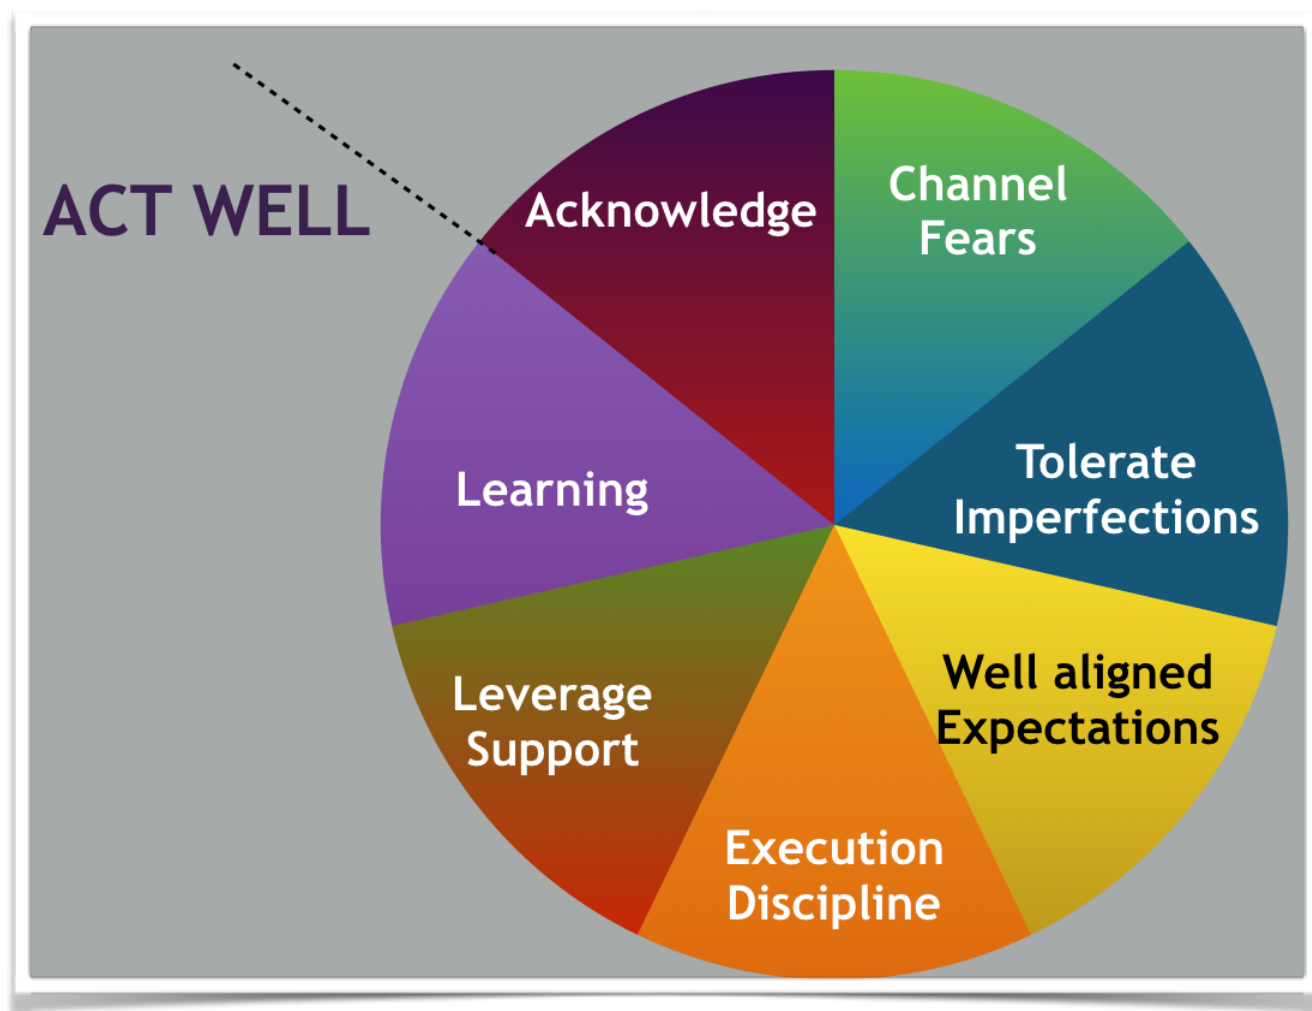 ACT WELL
Acknowledge
Channel
Fears
Tolerate
Imperfections
Well aligned
Expectations
Execution
Discipline
Leverage
Support
Learning